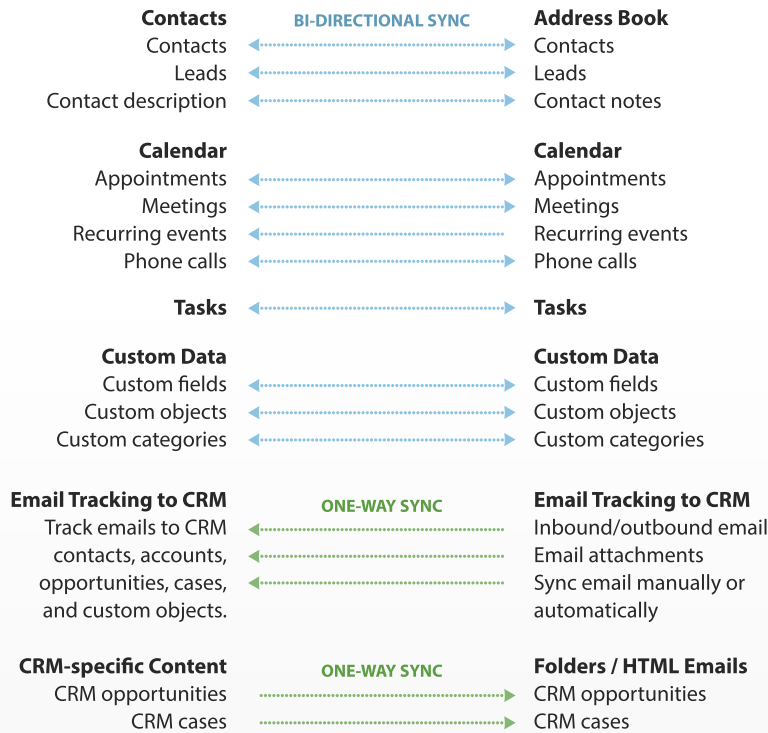 Contacts BI-DIRECTIONAL SYNC Address Book
Contacts Contacts
Leads Leads
Contact description Contact notes
Calendar Calendar
Appointments Appointments
Meetings Meetings
Recurring events Recurring events
Phone calls Phone calls
Tasks Tasks
Custom Data Custom Data
Custom fields Custom fields
Custom objects Custom objects
Custom categories Custom categories
Email Tracking to CRM ONE-WAY SYNC Email Tracking to CRM
Track emails to CRM Inbound/outbound email
contacts, accounts, Email attachments
opportunities, cases, Sync email manually or
and custom objects. automatically
CRM-specific Content ONE-WAY SYNC Folders / HTML Emails
CRM opportunities CRM opportunities
CRM cases CRM cases